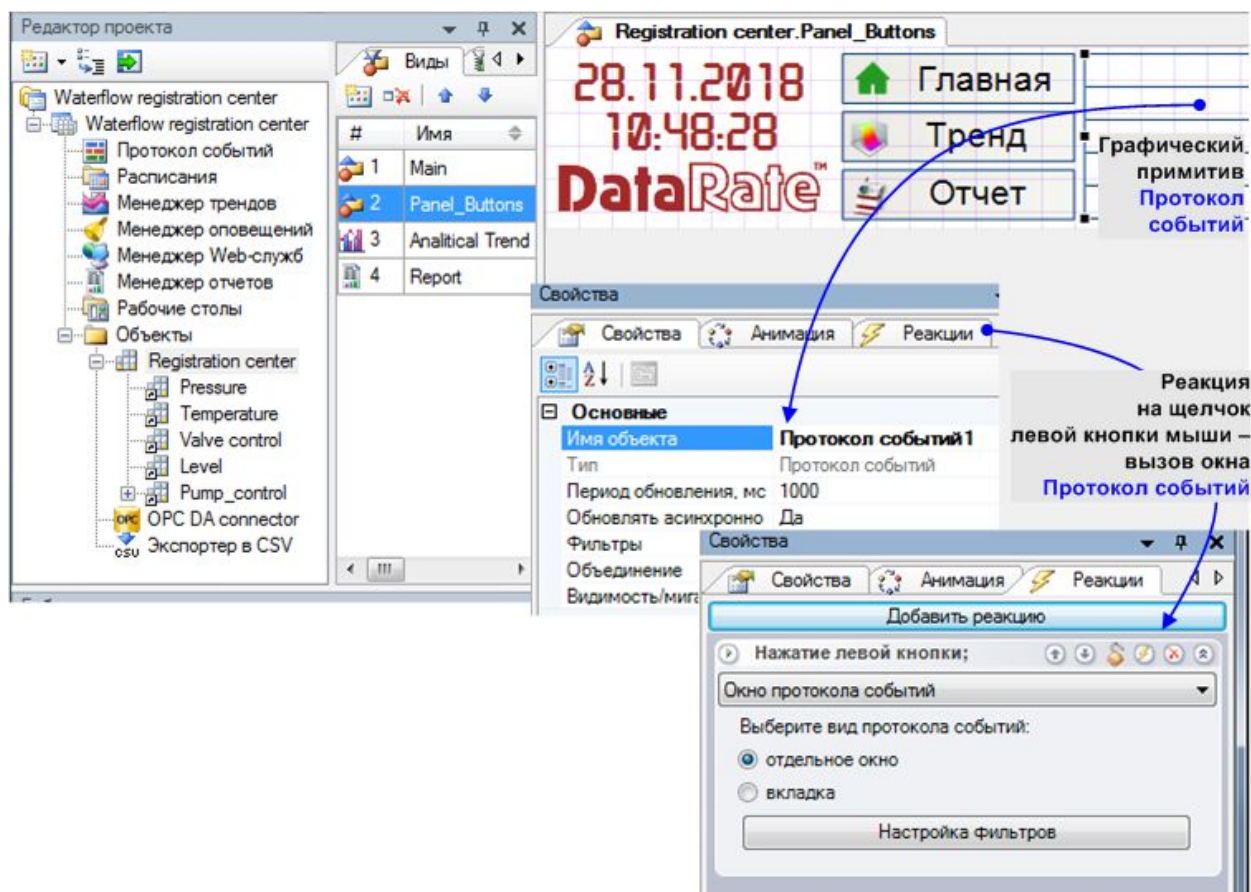 Редактор проекта
Waterflow registration center
Waterflow registration center
Протокол событий
Расписания
Менеджер трендов
Менеджер оповещений
Менеджер Web-служб
Менеджер отчетов
Рабочие столы
Объекты
Registration center
Pressure
Temperature
Valve control
Level
Pump_control
OPC DA connector
Экспортер в CSV
Виды
# Имя
1 Main
2 Panel_Buttons
3 Analitical Trend
4 Report
Registration center.Panel_Buttons
28.11.2018
10:48:28
DataRate™
Главная
Тренд
Отчет
Графический
примитив
Протокол
событий
Свойства
Свойства Анимация Реакции
Основные
Имя объекта Протокол событий1
Тип Протокол событий
Период обновления, мс 1000
Обновлять асинхронно Да
Фильтры
Объединение
Реакция
на щелчок
левой кнопки мыши –
вызов окна
Протокол событий
Свойства
Свойства Анимация Реакции
Добавить реакцию
Нажатие левой кнопки;
Окно протокола событий
Выберите вид протокола событий:
отдельное окно
вкладка
Настройка фильтров